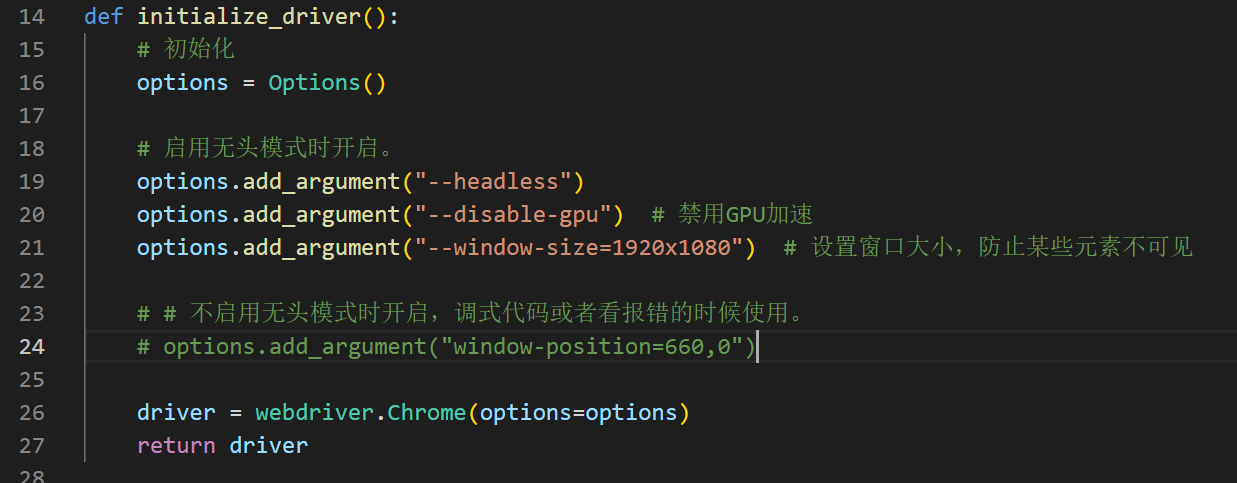 14 def initialize_driver():
15 # 初始化
16 options = Options()
17
18 # 启用无头模式时开启。
19 options.add_argument("--headless")
20 options.add_argument("--disable-gpu")  # 禁用GPU加速
21 options.add_argument("--window-size=1920x1080")  # 设置窗口大小，防止某些元素不可见
22
23 # # 不启用无头模式时开启，调式代码或者看报错的时候使用。
24 # options.add_argument("window-position=660,0")
25
26 driver = webdriver.Chrome(options=options)
27 return driver
28